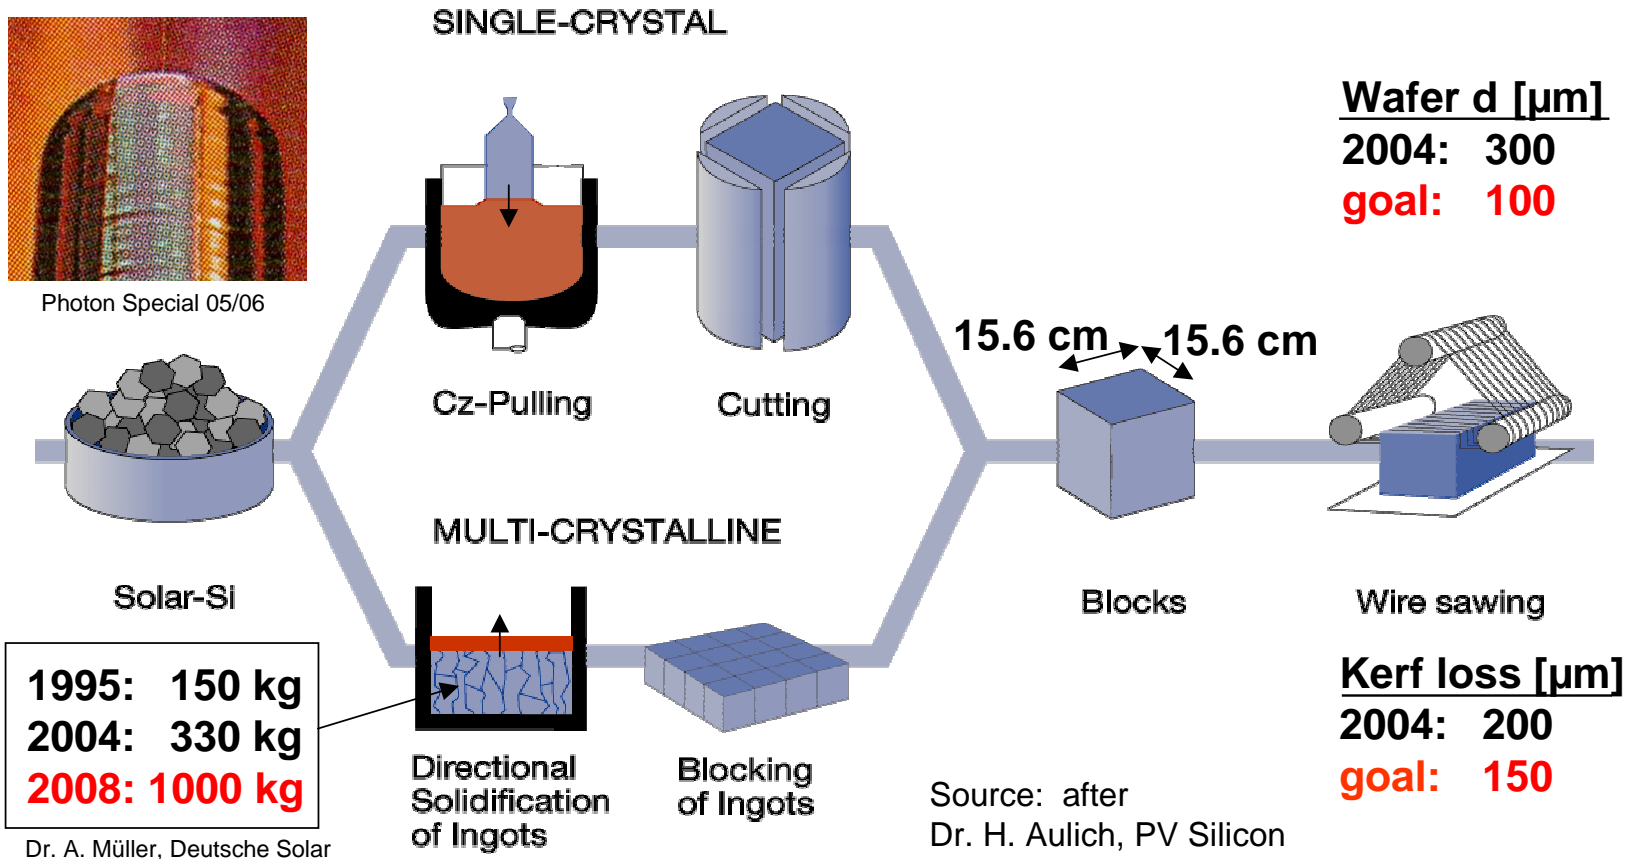 SINGLE-CRYSTAL
Photon Special 05/06
Cz-Pulling
Cutting
Wafer d [µm]
2004: 300
goal: 100
15.6 cm
15.6 cm
Solar-Si
MULTI-CRYSTALLINE
Blocks
Wire sawing
1995: 150 kg
2004: 330 kg
2008: 1000 kg
Dr. A. Müller, Deutsche Solar
Directional
Solidification
of Ingots
Blocking
of Ingots
Kerf loss [µm]
2004: 200
goal: 150
Source: after
Dr. H. Aulich, PV Silicon